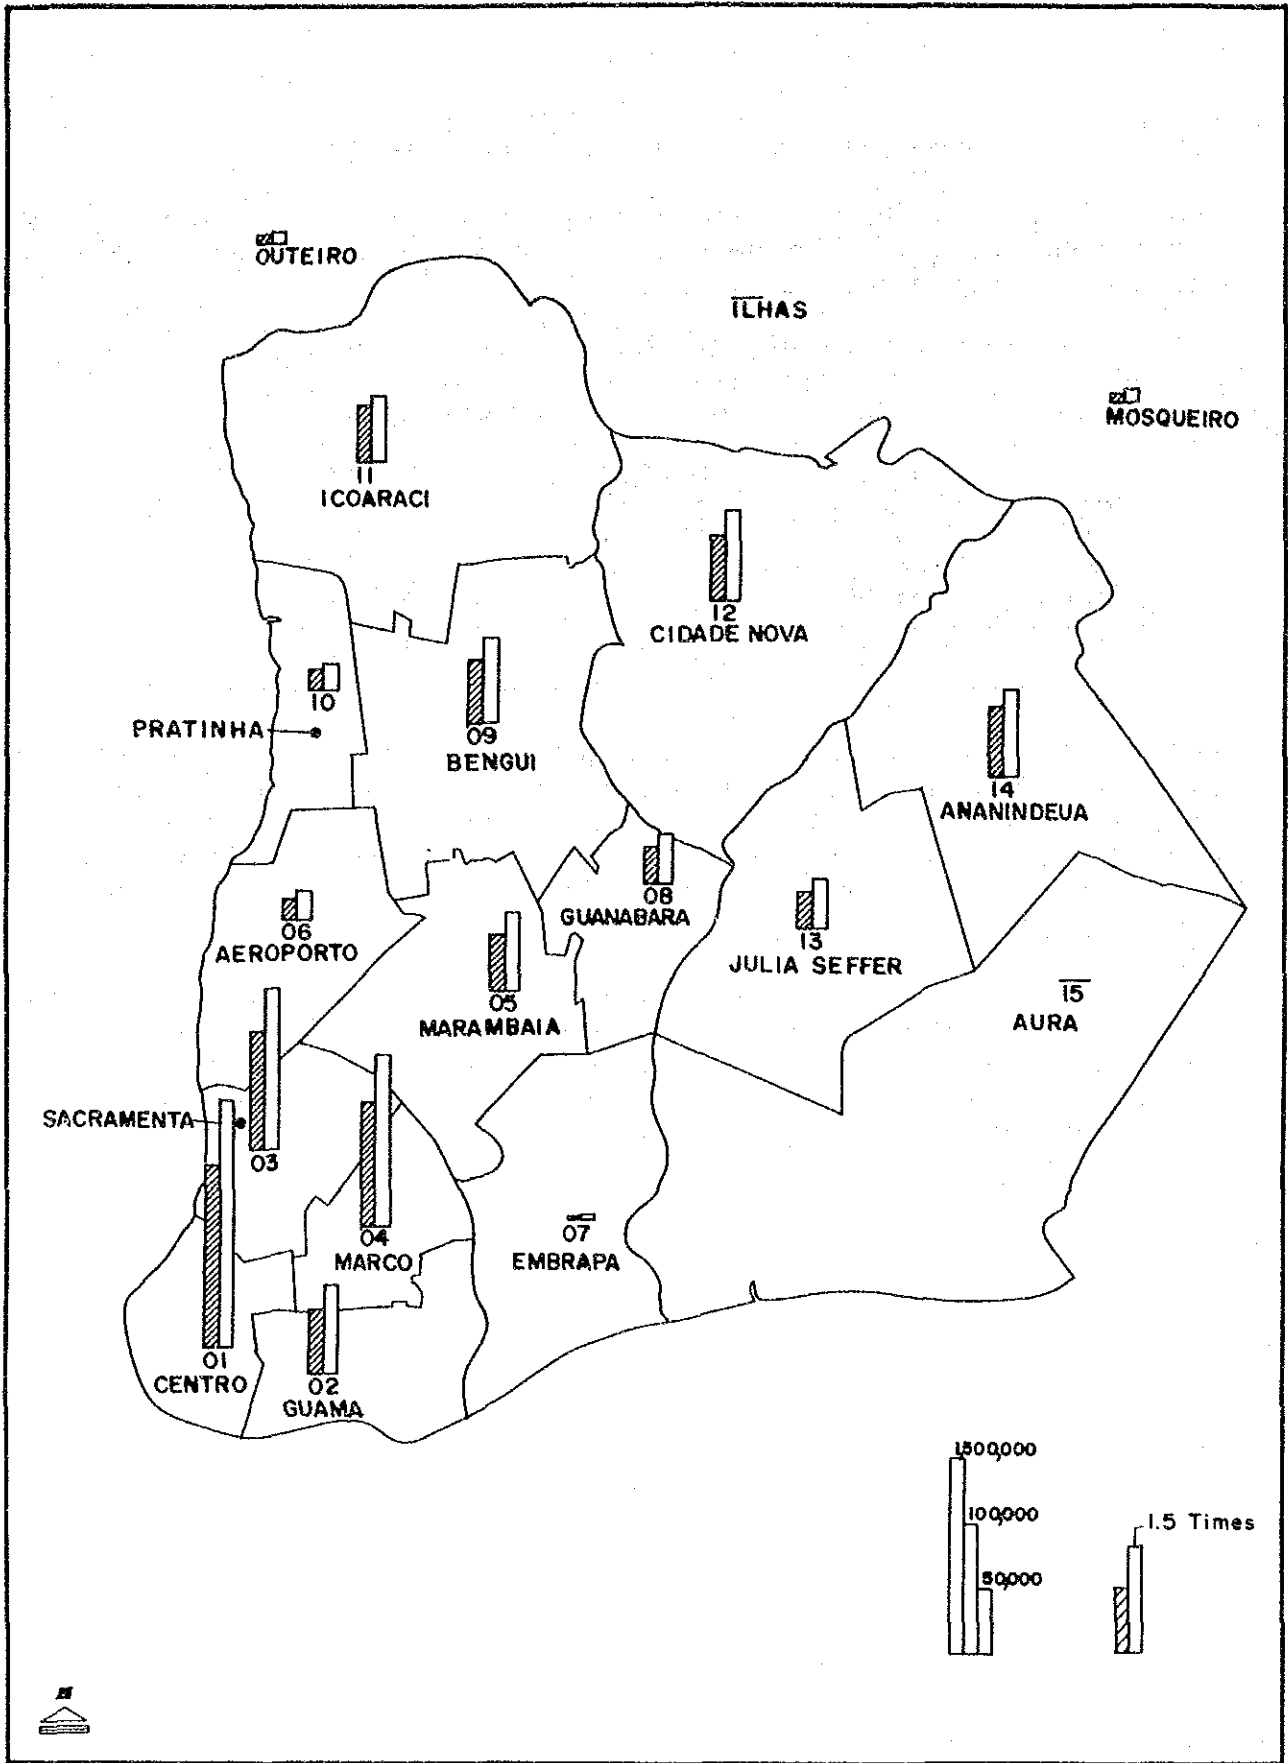 OUTEIRO
ILHAS
MOSQUEIRO
11
ICOARACI
12
CIDADE NOVA
10
PRATINHA
09
BENGUI
14
ANANINDEUA
08
GUANABARA
06
AEROPORTO
13
JULIA SEFFER
05
MARAMBAIA
15
AURA
SACRAMENTA
03
04
MARCO
07
EMBRAPA
01
CENTRO
02
GUAMA
100,000
1.5 Times
50,000
N